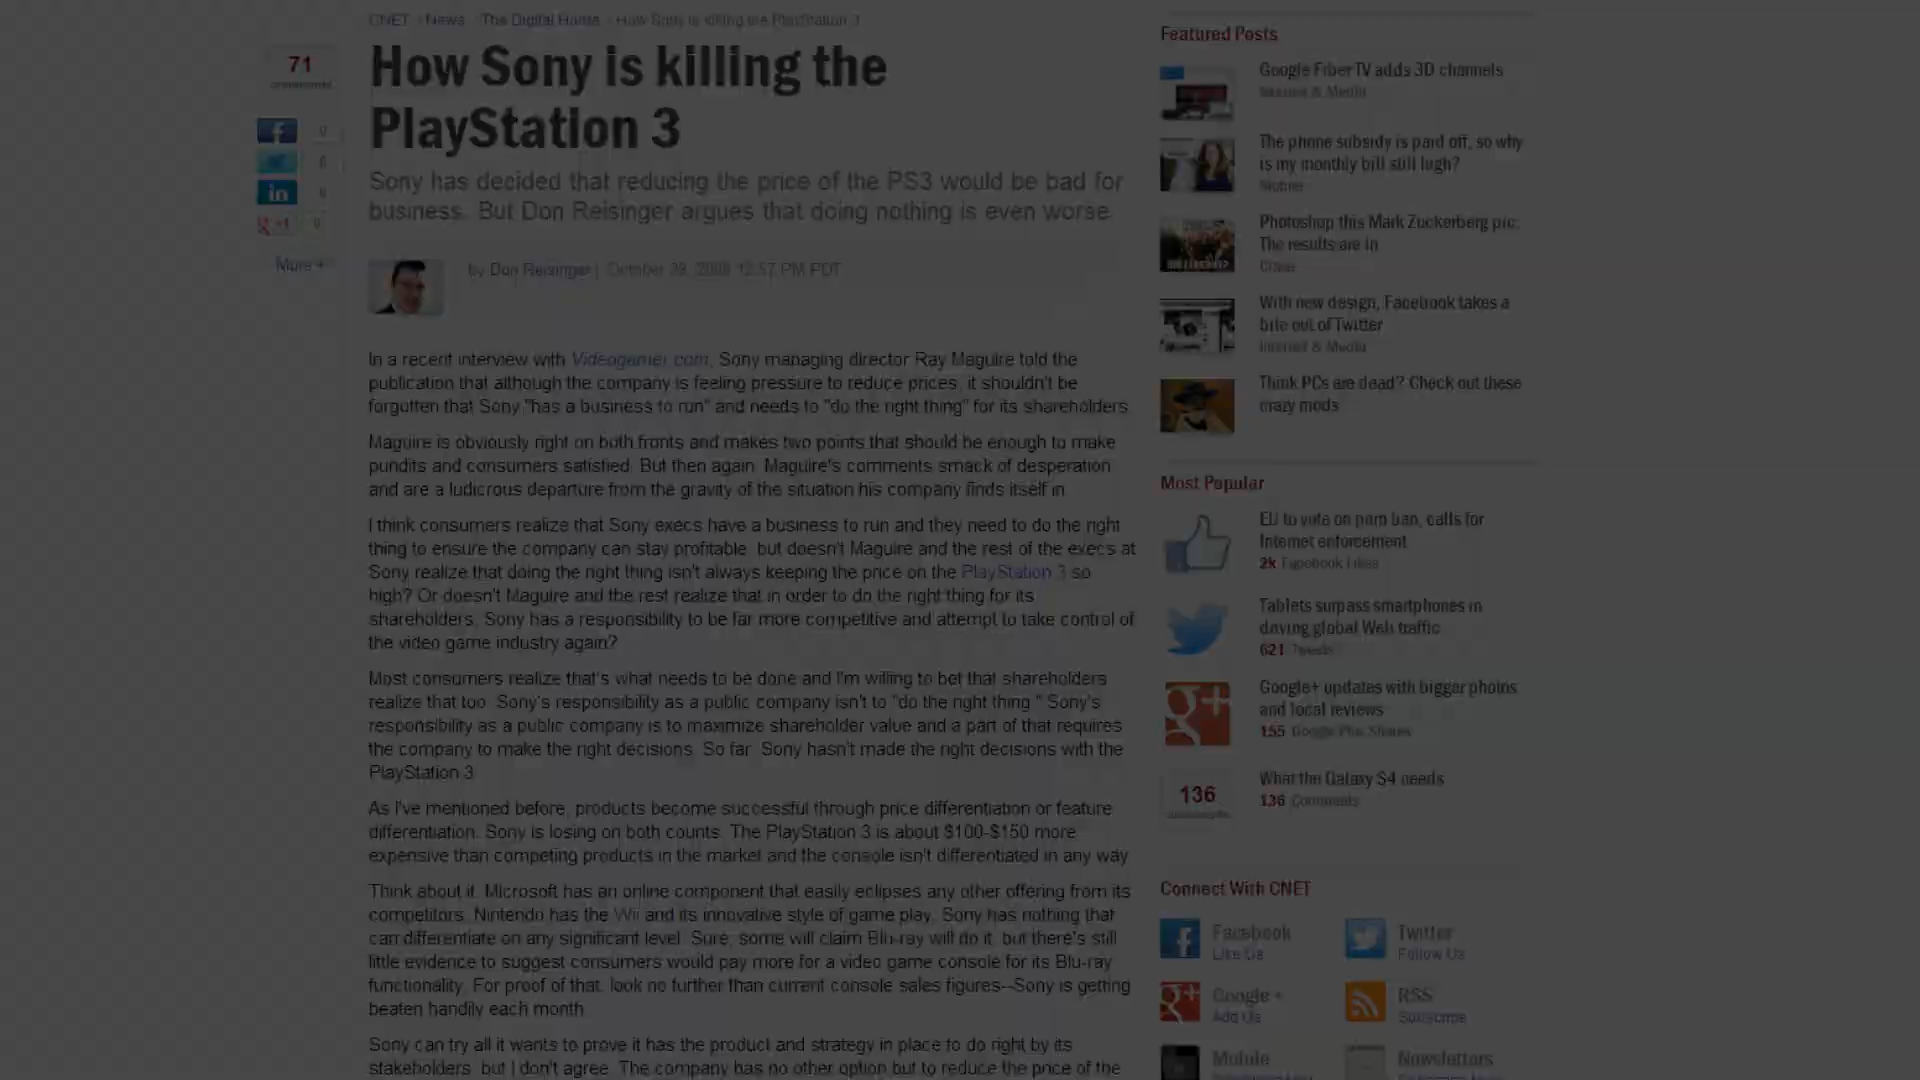 CNET News The Digital Home How Sony is killing the PlayStation 3
How Sony is killing the
PlayStation 3
Sony has decided that reducing the price of the PS3 would be bad for
business. But Don Reisinger argues that doing nothing is even worse.
71
comments
0
0
in 0
+1 0
More +
by Don Reisinger | October 29, 2008 12:57 PM PDT
In a recent interview with Videogamer.com, Sony managing director Ray Maguire told the
publication that although the company is feeling pressure to reduce prices, it shouldn't be
forgotten that Sony "has a business to run" and needs to "do the right thing" for its shareholders.
Maguire is obviously right on both fronts and makes two points that should be enough to make
pundits and consumers satisfied. But then again, Maguire's comments smack of desperation
and are a ludicrous departure from the gravity of the situation his company finds itself in.
I think consumers realize that Sony execs have a business to run and they need to do the right
thing to ensure the company can stay profitable, but doesn't Maguire and the rest of the execs at
Sony realize that doing the right thing isn't always keeping the price on the PlayStation 3 so
high? Or doesn't Maguire and the rest realize that in order to do the right thing for its
shareholders, Sony has a responsibility to be far more competitive and attempt to take control of
the video game industry again?
Most consumers realize that's what needs to be done and I'm willing to bet that shareholders
realize that too. Sony's responsibility as a public company isn't to "do the right thing." Sony's
responsibility as a public company is to maximize shareholder value and a part of that requires
the company to make the right decisions. So far, Sony hasn't made the right decisions with the
PlayStation 3.
As I've mentioned before, products become successful through price differentiation or feature
differentiation. Sony is losing on both counts. The PlayStation 3 is about $100-$150 more
expensive than competing products in the market and the console isn't differentiated in any way.
Think about it. Microsoft has an online component that easily eclipses any other offering from its
competitors. Nintendo has the Wii and its innovative style of game play. Sony has nothing that
can differentiate on any significant level. Sure, some will claim Blu-ray will do it, but there's still
little evidence to suggest consumers would pay more for a video game console for its Blu-ray
functionality. For proof of that, look no further than current console sales figures--Sony is getting
beaten handily each month.
Sony can try all it wants to prove it has the product and strategy in place to do right by its
stakeholders, but I don't agree. The company has no other option but to reduce the price of the
Featured Posts
Google Fiber TV adds 3D channels
Internet & Media
The phone subsidy is paid off, so why
is my monthly bill still high?
Mobile
Photoshop this Mark Zuckerberg pic:
The results are in
Crave
With new design, Facebook takes a
bite out of Twitter
Internet & Media
Think PCs are dead? Check out these
crazy mods
Most Popular
EU to vote on porn ban, calls for
Internet enforcement
2k Facebook Likes
Tablets surpass smartphones in
driving global Web traffic
621 Tweets
Google+ updates with bigger photos
and local reviews
155 Google Plus Shares
136
comments
What the Galaxy S4 needs
136 Comments
Connect With CNET
Facebook
Like Us
Twitter
Follow Us
Google +
Add Us
RSS
Subscribe
Mobile
Newsletters